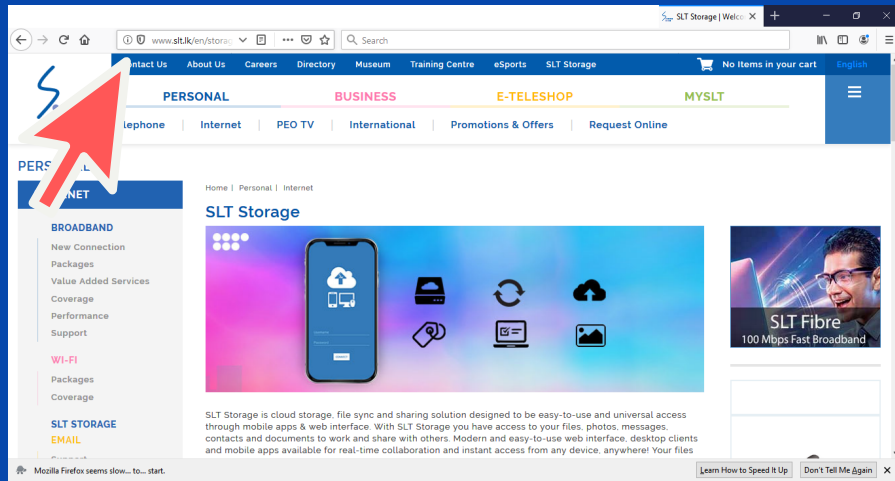 SLT Storage | Welco
www.slt.lk/en/storag
Search
Contact Us About Us Careers Directory Museum Training Centre eSports SLT Storage No Items in your cart English
PERSONAL BUSINESS E-TELESHOP MYSLT
Internet PEO TV International Promotions & Offers Request Online
Home | Personal | Internet
SLT Storage
BROADBAND
New Connection
Packages
Value Added Services
Coverage
Performance
Support
WI-FI
Packages
Coverage
SLT STORAGE
EMAIL
SLT Fibre
100 Mbps Fast Broadband
SLT Storage is cloud storage, file sync and sharing solution designed to be easy-to-use and universal access
through mobile apps & web interface. With SLT Storage you have access to your files, photos, messages,
contacts and documents to work and share with others. Modern and easy-to-use web interface, desktop clients
and mobile apps available for real-time collaboration and instant access from any device, anywhere! Your files
Mozilla Firefox seems slow... to... start.
Learn How to Speed It Up Don't Tell Me Again